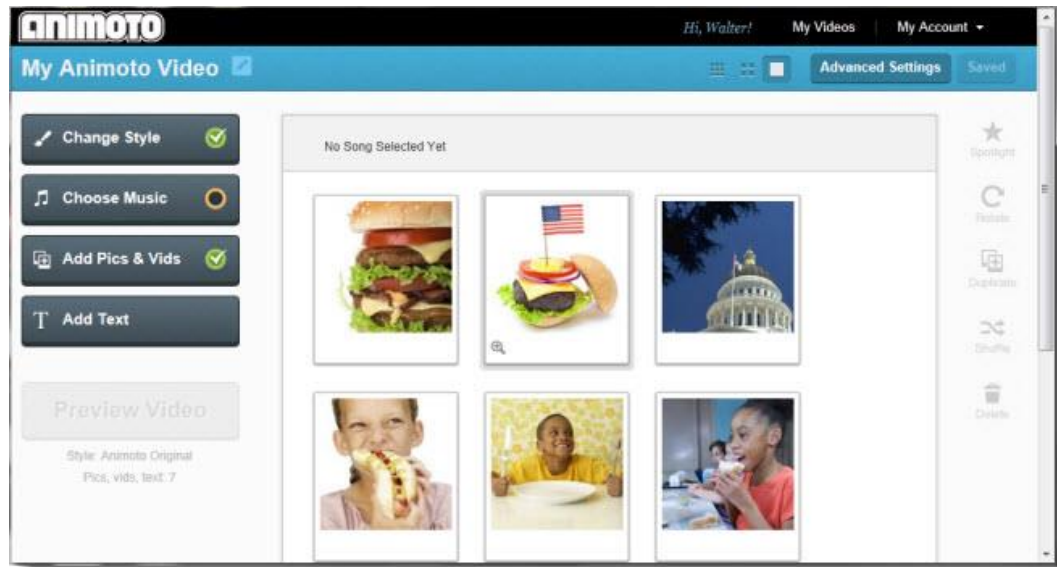 animoto
Hi, Walter! My Videos My Account
My Animoto Video
Advanced Settings Saved
Change Style
Choose Music
Add Pics & Vids
T Add Text
Preview Video
Style: Animoto Original
Pics, vids, text: 7
No Song Selected Yet
Spotlight
Rotate
Duplicate
Shuffle
Delete